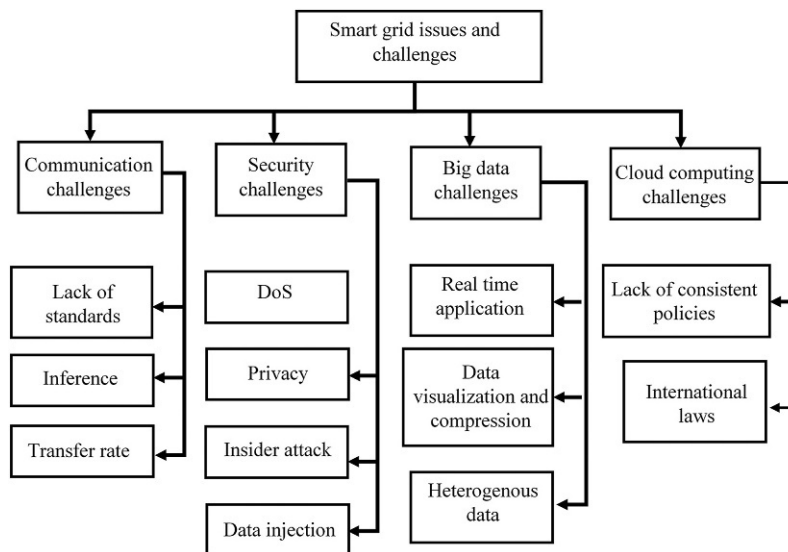 Smart grid issues and
challenges
Communication
challenges
Security
challenges
Big data
challenges
Cloud computing
challenges
Lack of
standards
Inference
Transfer rate
DoS
Privacy
Insider attack
Data injection
Real time
application
Data
visualization and
compression
Heterogenous
data
Lack of consistent
policies
International
laws